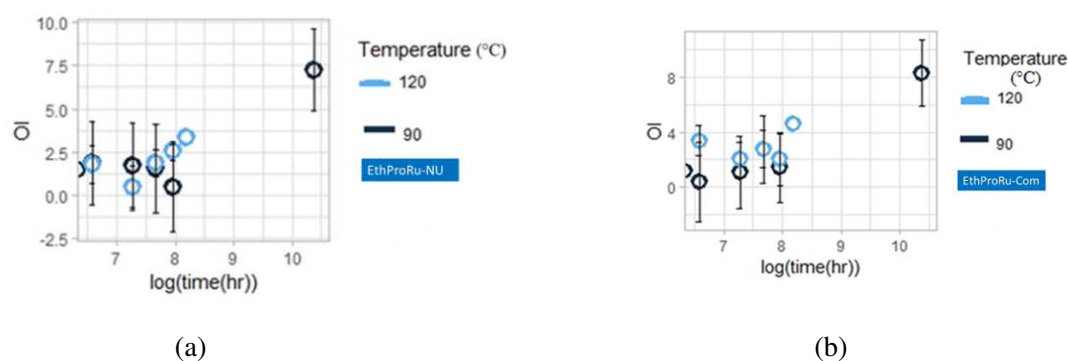 10.0
7.5
5.0
2.5
0.0
-2.5
OI
7 8 9 10
log(time(hr))
Temperature (°C)
120
90
EthProRu-NU
(a)
8
4
0
OI
7 8 9 10
log(time(hr))
Temperature
(°C)
120
90
EthProRu-Com
(b)